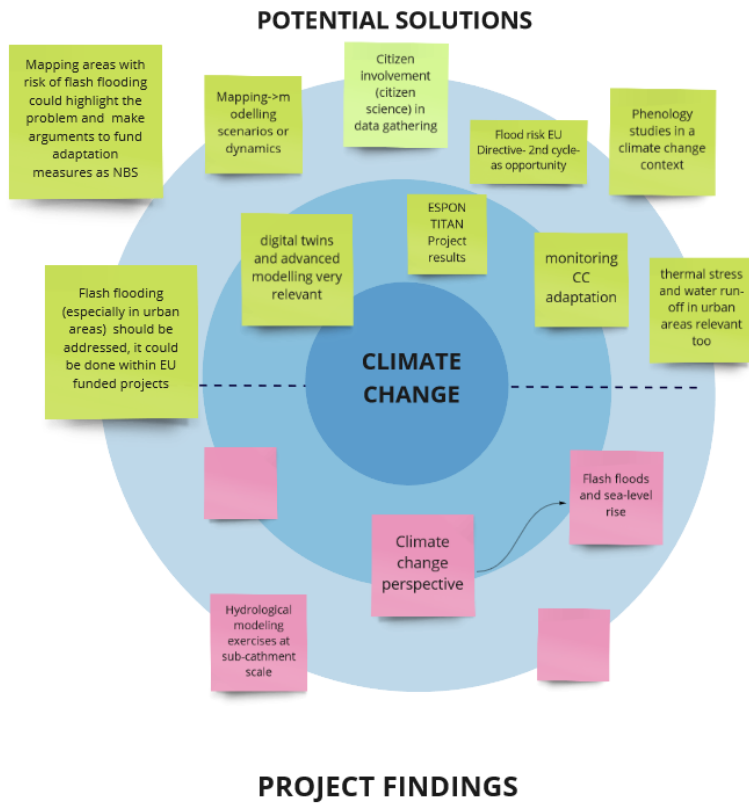 POTENTIAL SOLUTIONS
Mapping areas with
risk of flash flooding
could highlight the
problem and make
arguments to fund
adaptation
measures as NBS
Mapping->m
odelling
scenarios or
dynamics
Citizen
involvement
(citizen
science) in
data gathering
Flood risk EU
Directive- 2nd cycle-
as opportunity
Phenology
studies in a
climate change
context
digital twins
and advanced
modelling very
relevant
ESPON
TITAN
Project
results
monitoring
CC
adaptation
thermal stress
and water run-
off in urban
areas relevant
too
Flash flooding
(especially in urban
areas) should be
addressed, it could
be done within EU
funded projects
CLIMATE
CHANGE
Flash floods
and sea-level
rise
Climate
change
perspective
Hydrological
modeling
exercises at
sub-cathment
scale
PROJECT FINDINGS